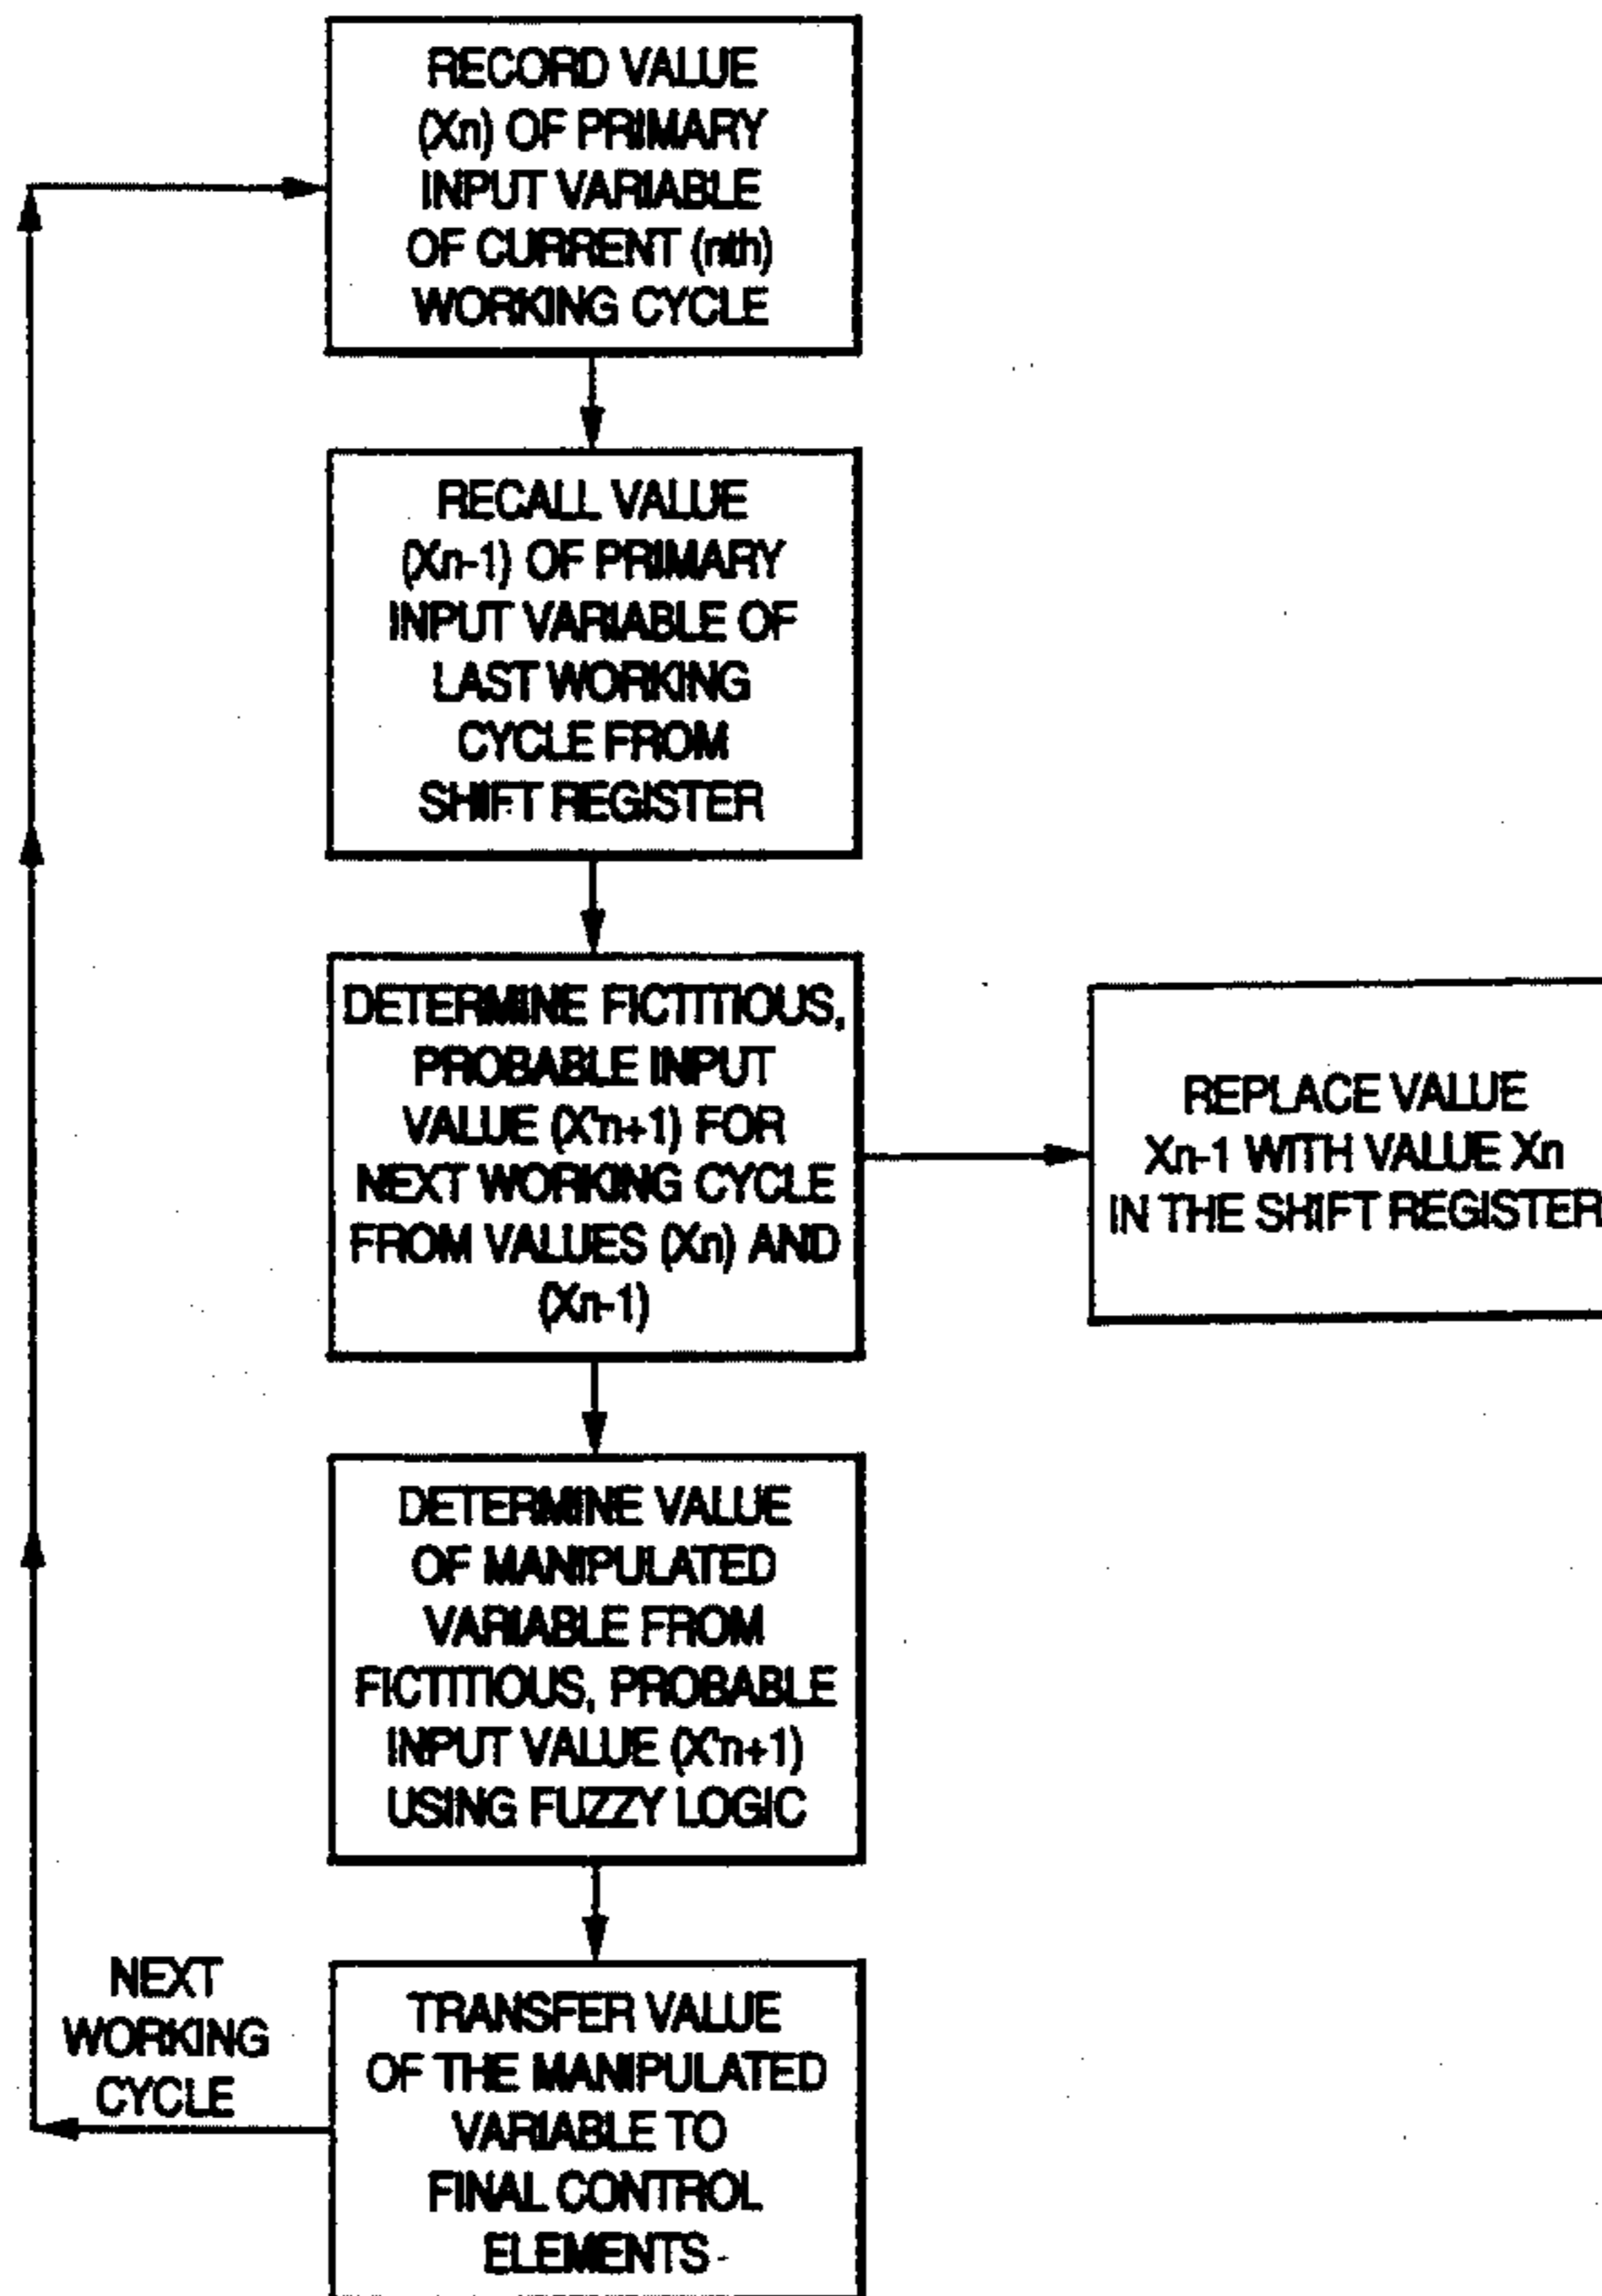 RECORD VALUE
(Xn) OF PRIMARY
INPUT VARIABLE
OF CURRENT (nth)
WORKING CYCLE
RECALL VALUE
(Xn-1) OF PRIMARY
INPUT VARIABLE OF
LAST WORKING
CYCLE FROM
SHIFT REGISTER
DETERMINE FICTITIOUS,
PROBABLE INPUT
VALUE (X'n+1) FOR
NEXT WORKING CYCLE
FROM VALUES (Xn) AND
(Xn-1)
REPLACE VALUE
Xn-1 WITH VALUE Xn
IN THE SHIFT REGISTER
DETERMINE VALUE
OF MANIPULATED
VARIABLE FROM
FICTITIOUS, PROBABLE
INPUT VALUE (X'n+1)
USING FUZZY LOGIC
NEXT
WORKING
CYCLE
TRANSFER VALUE
OF THE MANIPULATED
VARIABLE TO
FINAL CONTROL
ELEMENTS